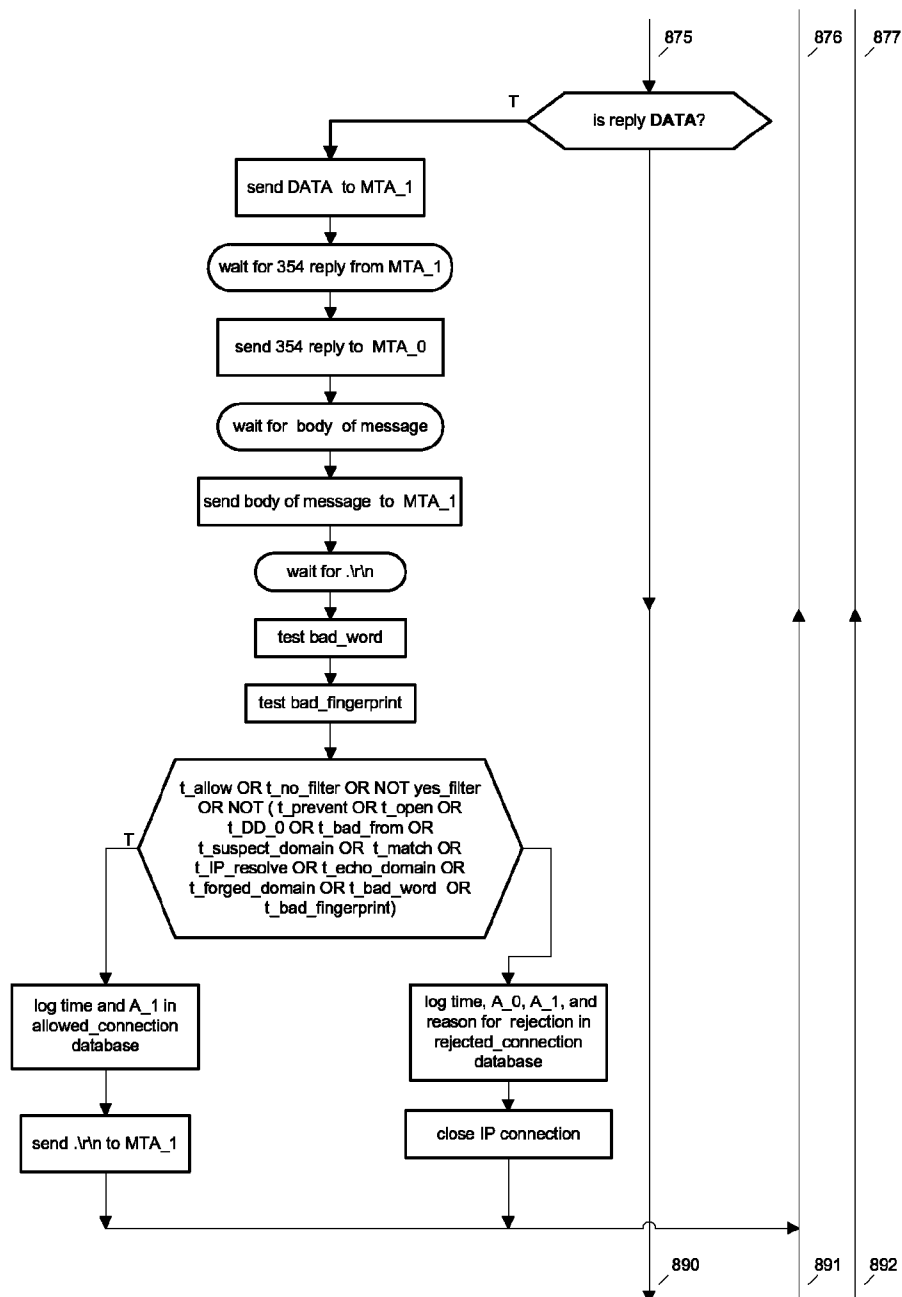 875
876
877
T
is reply DATA?
send DATA to MTA_1
wait for 354 reply from MTA_1
send 354 reply to MTA_0
wait for body of message
send body of message to MTA_1
wait for .\r\n
test bad_word
test bad_fingerprint
t_allow OR t_no_filter OR NOT yes_filter
OR NOT ( t_prevent OR t_open OR
t_DD_0 OR t_bad_from OR
t_suspect_domain OR t_match OR
t_IP_resolve OR t_echo_domain OR
t_forged_domain OR t_bad_word OR
t_bad_fingerprint)
T
log time and A_1 in
allowed_connection
database
log time, A_0, A_1, and
reason for rejection in
rejected_connection
database
send .\r\n to MTA_1
close IP connection
890
891
892